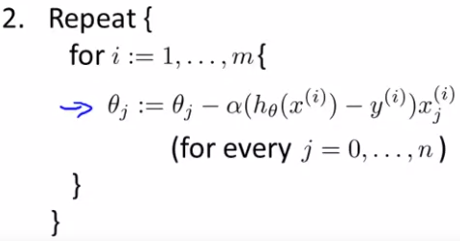 2. Repeat {
for i := 1, . . . , m {
→ θ_j := θ_j − α(h_θ(x^{(i)}) − y^{(i)})x_j^{(i)}
(for every j = 0, . . . , n )
}
}